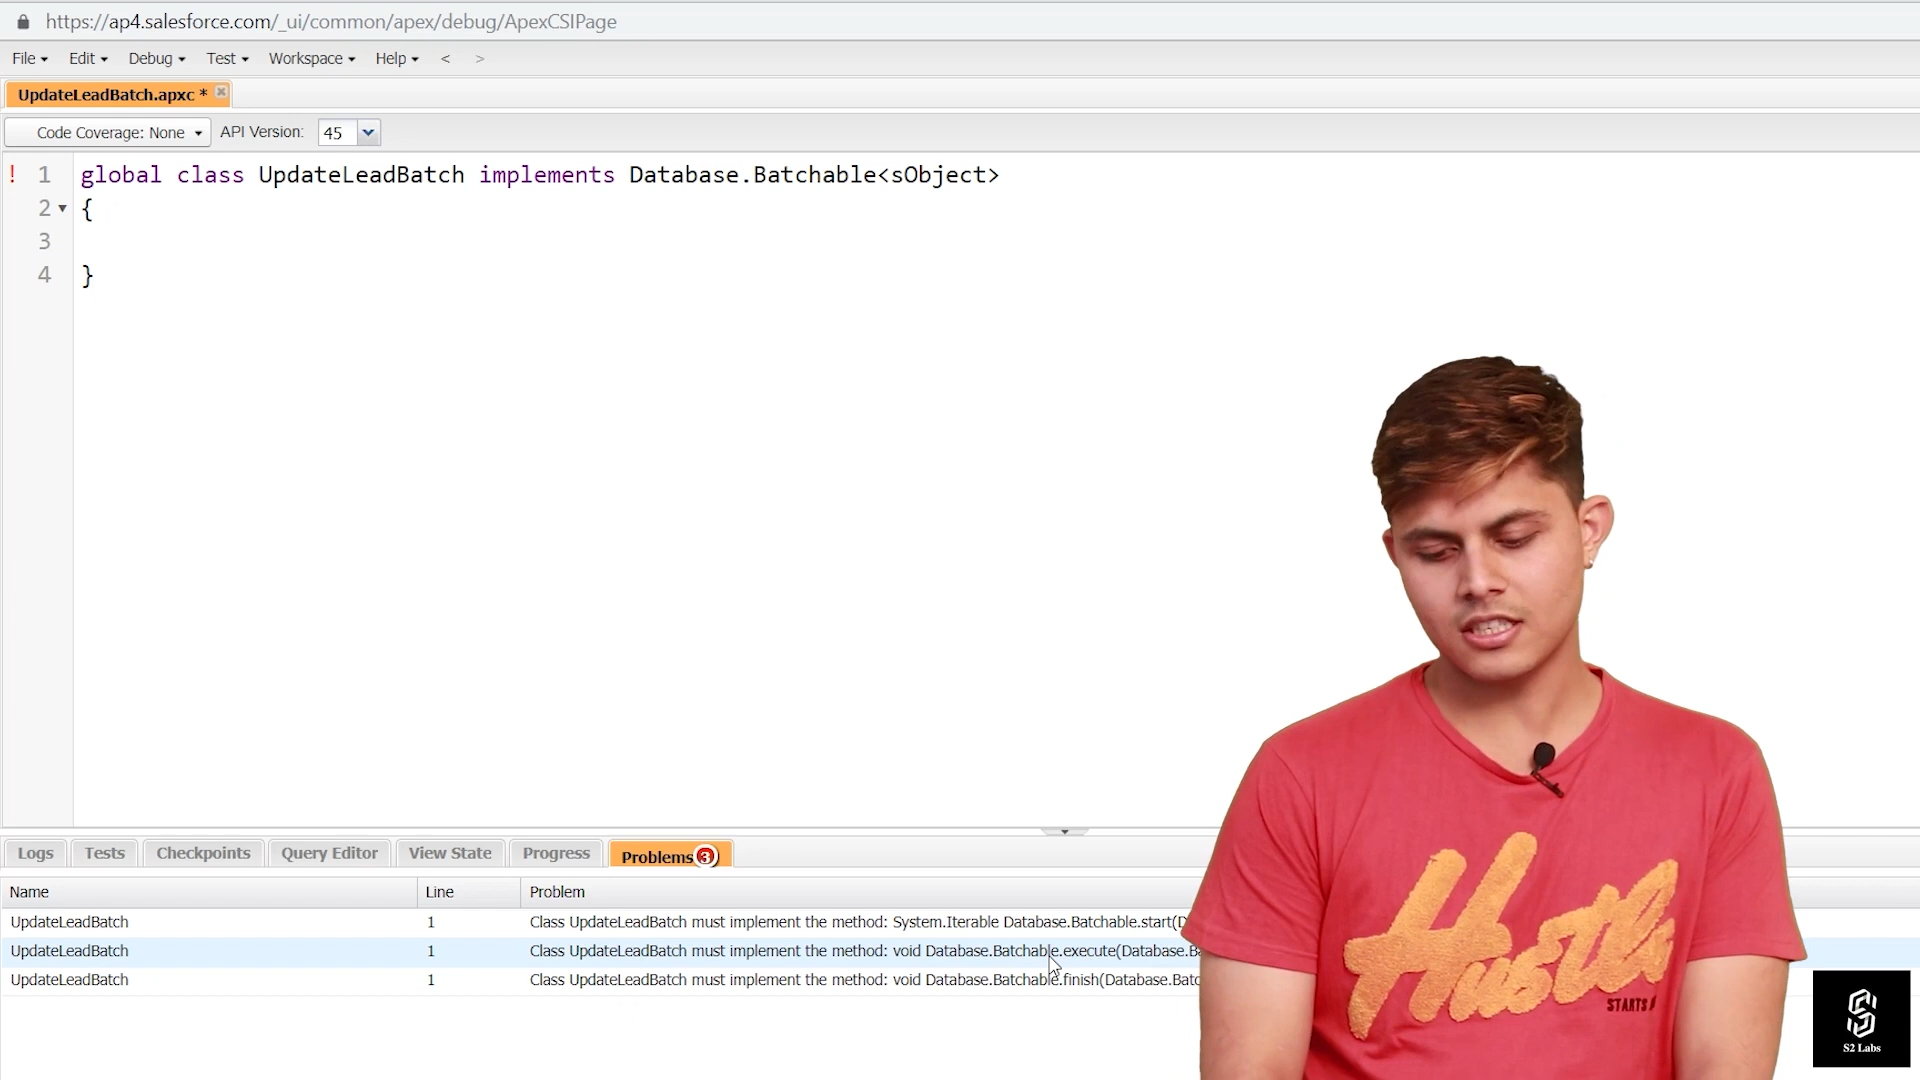 https://ap4.salesforce.com/_ui/common/apex/debug/ApexCSIPage
File Edit Debug Test Workspace Help < >
UpdateLeadBatch.apxc *
Code Coverage: None API Version: 45
! 1 global class UpdateLeadBatch implements Database.Batchable<sObject>
2 {
3
4 }
Logs Tests Checkpoints Query Editor View State Progress Problems 3
Name Line Problem
UpdateLeadBatch 1 Class UpdateLeadBatch must implement the method: System.Iterable Database.Batchable.start(
UpdateLeadBatch 1 Class UpdateLeadBatch must implement the method: void Database.Batchable.execute(Database.
UpdateLeadBatch 1 Class UpdateLeadBatch must implement the method: void Database.Batchable.finish(Database.
Hustle
STARTS
S2 Labs